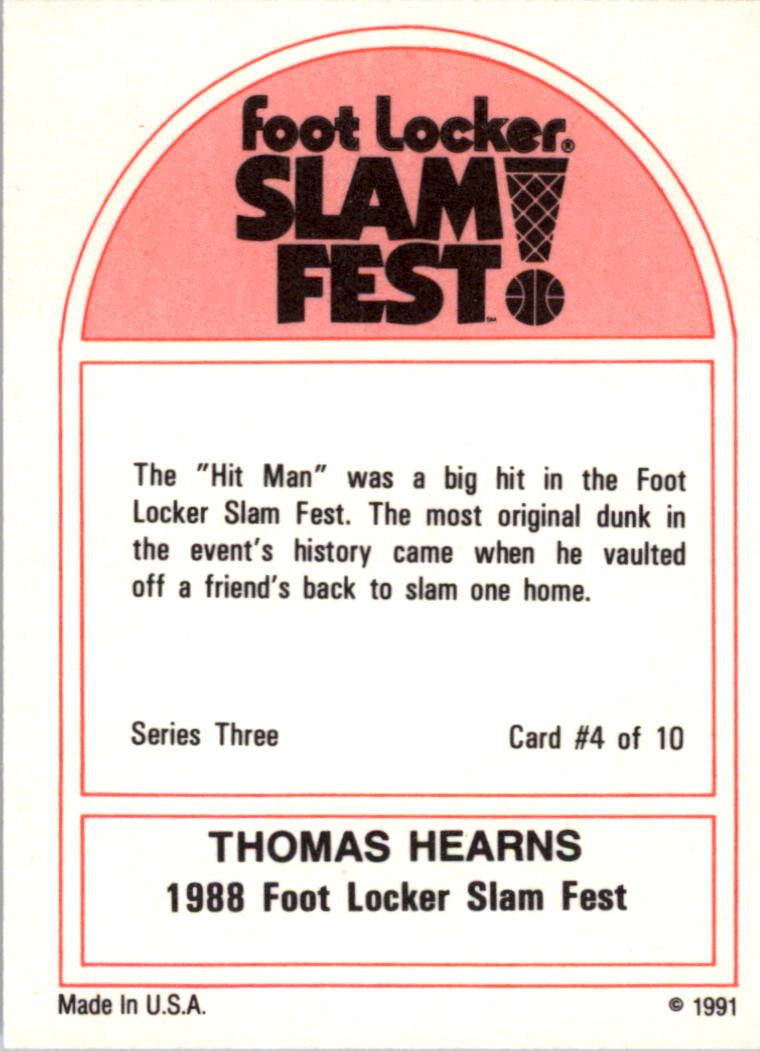 foot Locker®
SLAM
FEST! ℠
The "Hit Man" was a big hit in the Foot
Locker Slam Fest. The most original dunk in
the event's history came when he vaulted
off a friend's back to slam one home.
Series Three Card #4 of 10
THOMAS HEARNS
1988 Foot Locker Slam Fest
Made In U.S.A. © 1991